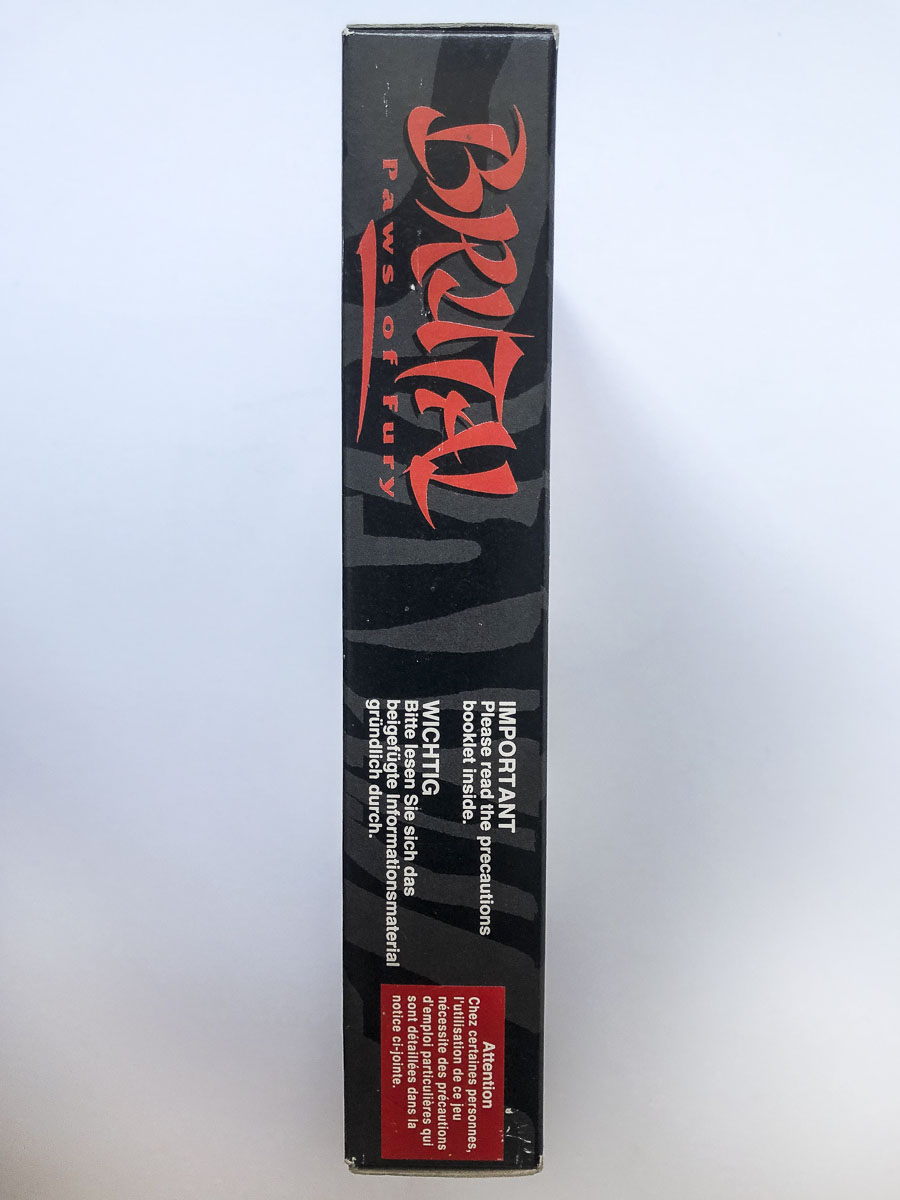 BRUTAL
paws of fury
IMPORTANT
Please read the precautions
booklet inside.
WICHTIG
Bitte lesen Sie sich das
beigefügte Informationsmaterial
gründlich durch.
Attention
Chez certaines personnes,
l'utilisation de ce jeu
nécessite des précautions
d'emploi particulières qui
sont détaillées dans la
notice ci-jointe.